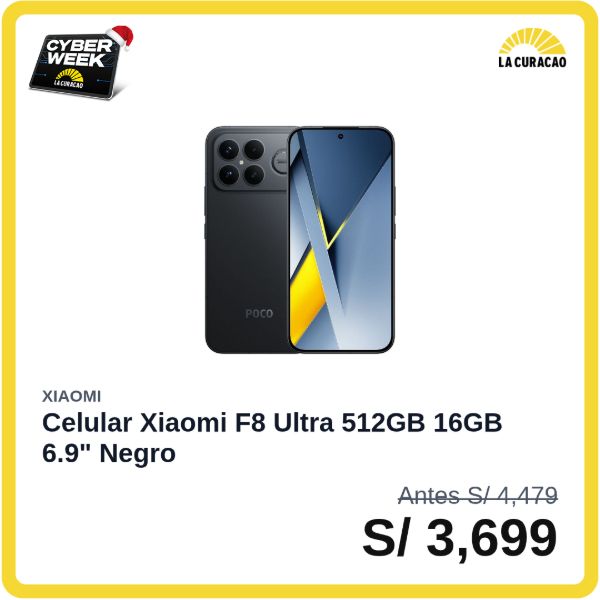 CYBER
WEEK
LA CURACAO
LA CURACAO
POCO
XIAOMI
Celular Xiaomi F8 Ultra 512GB 16GB
6.9" Negro
Antes S/ 4,479
S/ 3,699